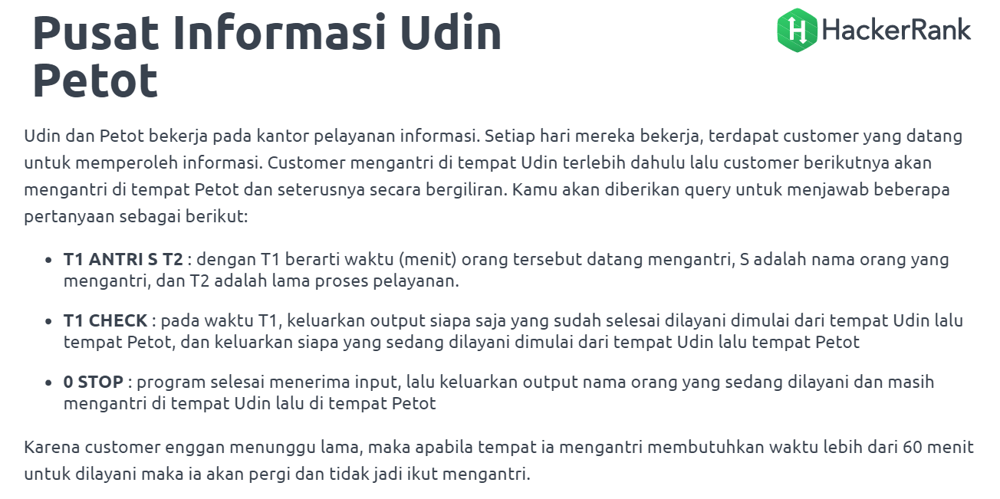 Pusat Informasi Udin
Petot
HackerRank
Udin dan Petot bekerja pada kantor pelayanan informasi. Setiap hari mereka bekerja, terdapat customer yang datang
untuk memperoleh informasi. Customer mengantri di tempat Udin terlebih dahulu lalu customer berikutnya akan
mengantri di tempat Petot dan seterusnya secara bergiliran. Kamu akan diberikan query untuk menjawab beberapa
pertanyaan sebagai berikut:
• T1 ANTRI S T2 : dengan T1 berarti waktu (menit) orang tersebut datang mengantri, S adalah nama orang yang
mengantri, dan T2 adalah lama proses pelayanan.
• T1 CHECK : pada waktu T1, keluarkan output siapa saja yang sudah selesai dilayani dimulai dari tempat Udin lalu
tempat Petot, dan keluarkan siapa yang sedang dilayani dimulai dari tempat Udin lalu tempat Petot
• 0 STOP : program selesai menerima input, lalu keluarkan output nama orang yang sedang dilayani dan masih
mengantri di tempat Udin lalu di tempat Petot
Karena customer enggan menunggu lama, maka apabila tempat ia mengantri membutuhkan waktu lebih dari 60 menit
untuk dilayani maka ia akan pergi dan tidak jadi ikut mengantri.